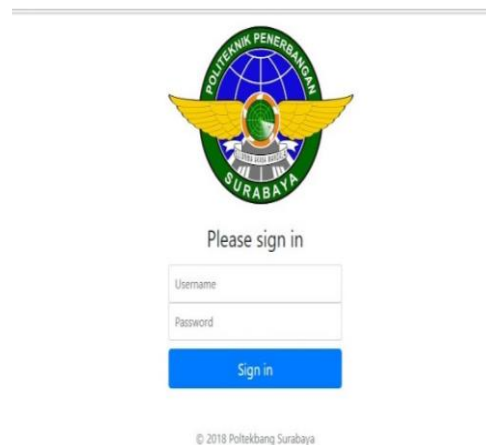 POLITEKNIK PENERBANGAN
SURABAYA
Please sign in
Username
Password
Sign in
© 2018 Poltekbang Surabaya